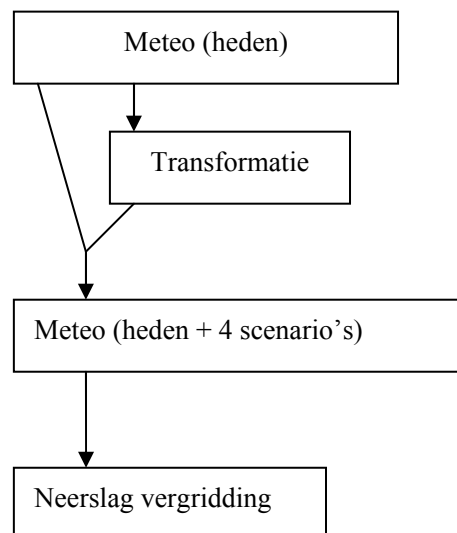 Meteo (heden)
Transformatie
Meteo (heden + 4 scenario’s)
Neerslag vergridding